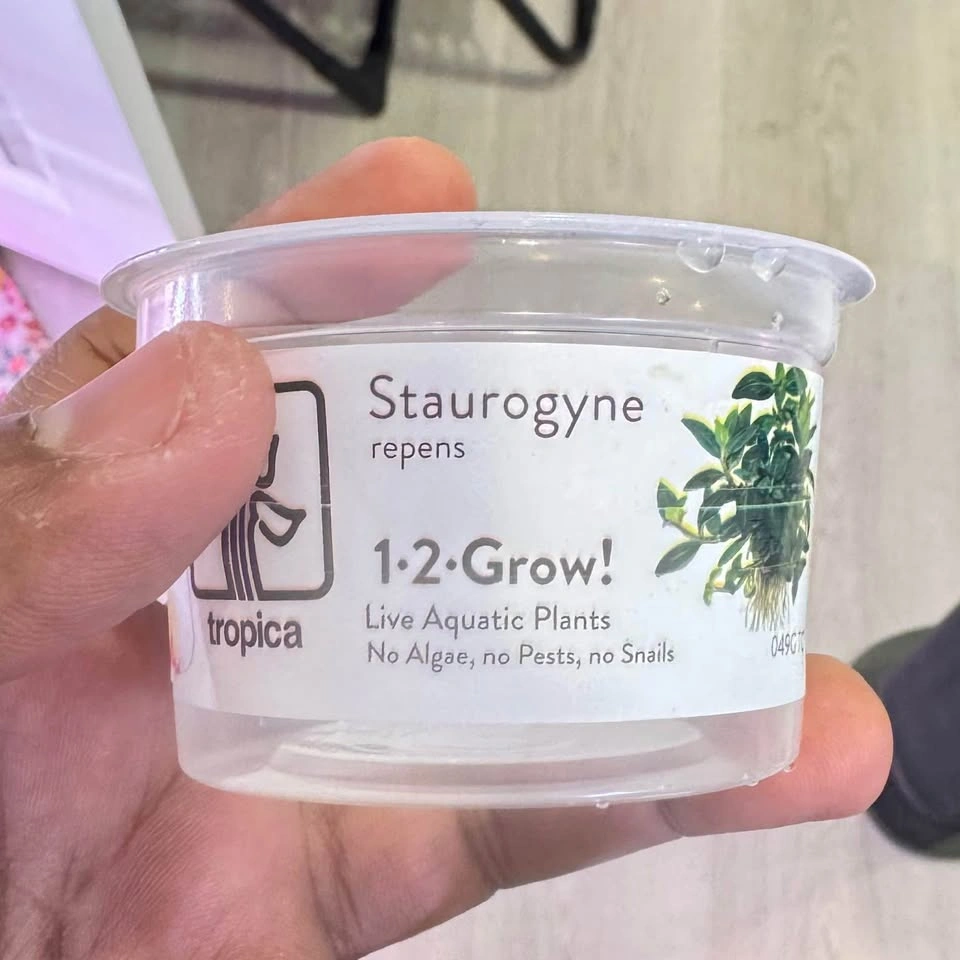 Staurogyne
repens
1·2·Grow!
Live Aquatic Plants
No Algae, no Pests, no Snails
tropica